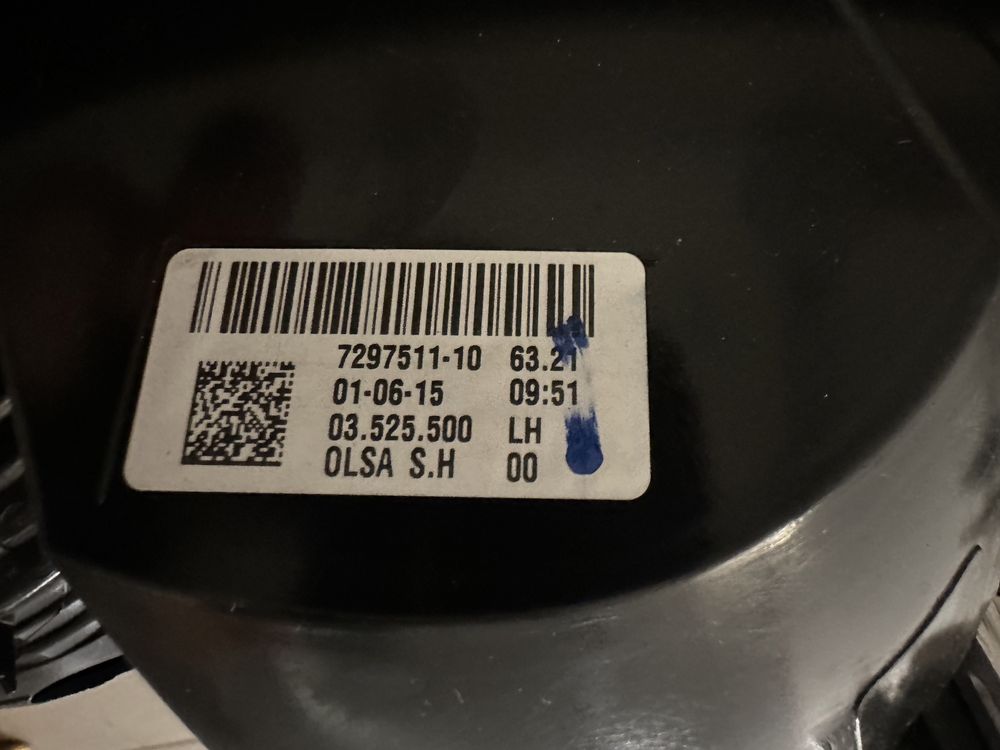 7297511-10 63.21
01-06-15 09:51
03.525.500 LH
OLSA S.H 00